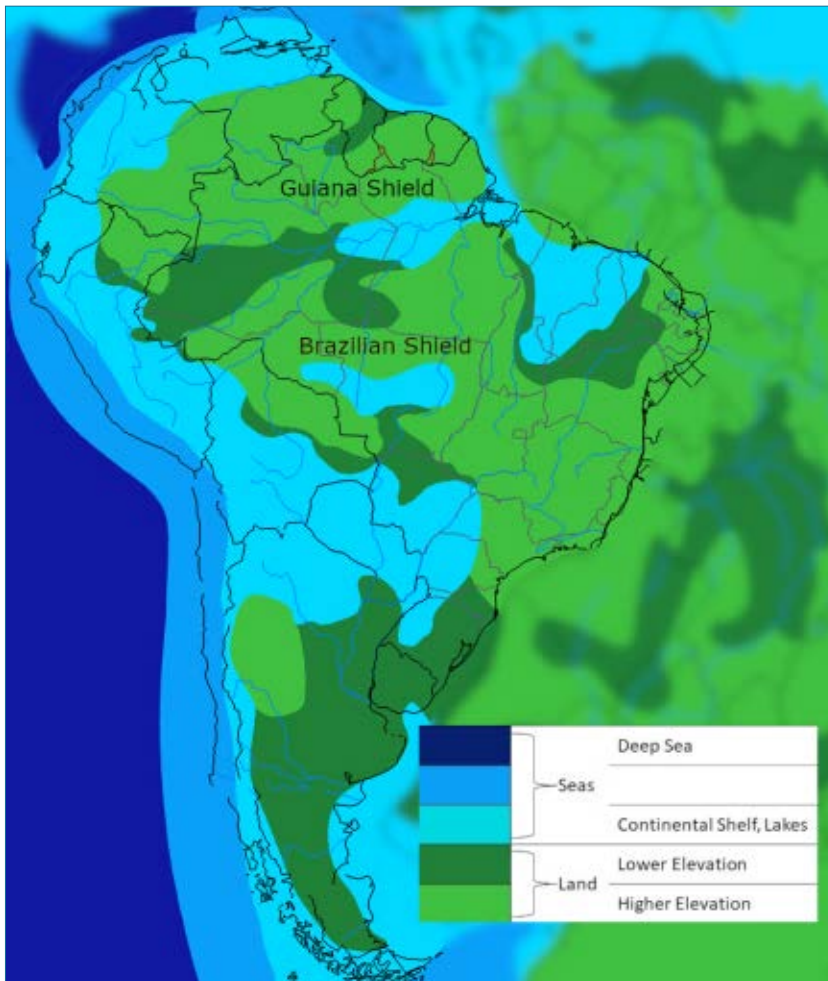 Guiana Shield
Brazilian Shield
Deep Sea
Seas
Continental Shelf, Lakes
Lower Elevation
Land
Higher Elevation